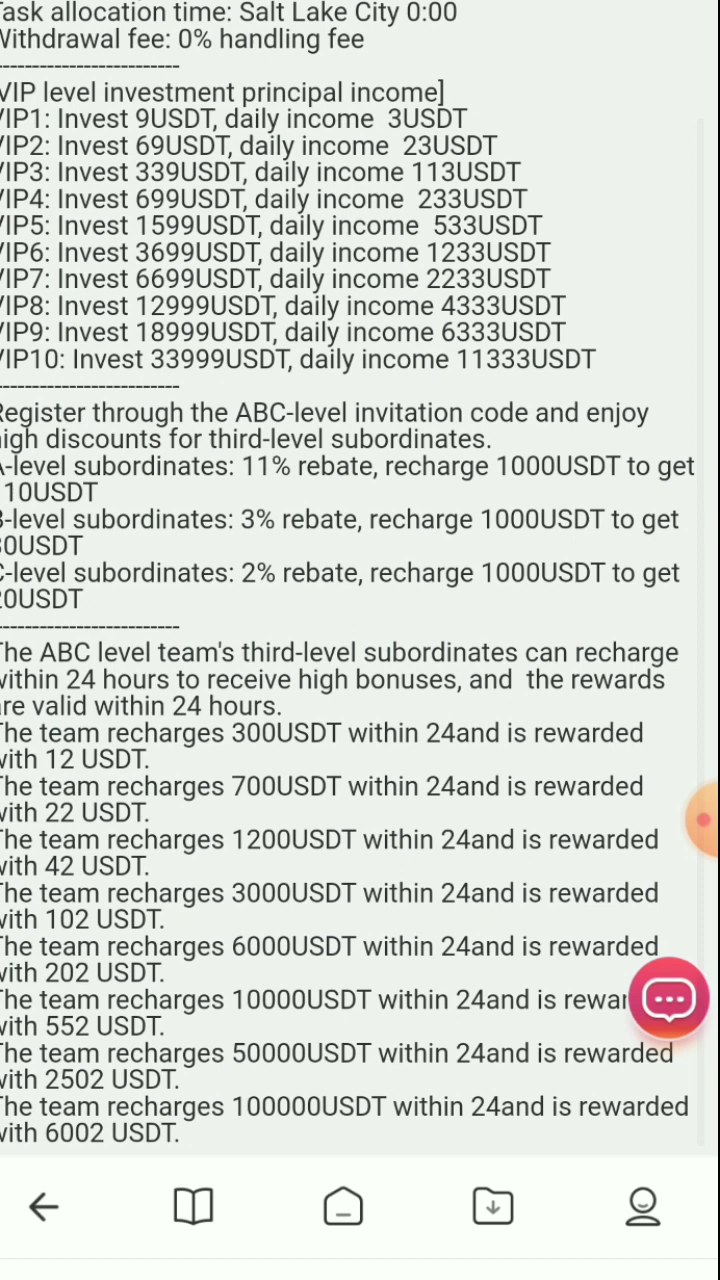 Task allocation time: Salt Lake City 0:00
Withdrawal fee: 0% handling fee
-------------------------
VIP level investment principal income]
VIP1: Invest 9USDT, daily income  3USDT
VIP2: Invest 69USDT, daily income  23USDT
VIP3: Invest 339USDT, daily income 113USDT
VIP4: Invest 699USDT, daily income  233USDT
VIP5: Invest 1599USDT, daily income  533USDT
VIP6: Invest 3699USDT, daily income 1233USDT
VIP7: Invest 6699USDT, daily income 2233USDT
VIP8: Invest 12999USDT, daily income 4333USDT
VIP9: Invest 18999USDT, daily income 6333USDT
VIP10: Invest 33999USDT, daily income 11333USDT
-------------------------
Register through the ABC-level invitation code and enjoy
high discounts for third-level subordinates.
A-level subordinates: 11% rebate, recharge 1000USDT to get
110USDT
B-level subordinates: 3% rebate, recharge 1000USDT to get
30USDT
C-level subordinates: 2% rebate, recharge 1000USDT to get
20USDT
-------------------------
The ABC level team's third-level subordinates can recharge
within 24 hours to receive high bonuses, and  the rewards
are valid within 24 hours.
The team recharges 300USDT within 24and is rewarded
with 12 USDT.
The team recharges 700USDT within 24and is rewarded
with 22 USDT.
The team recharges 1200USDT within 24and is rewarded
with 42 USDT.
The team recharges 3000USDT within 24and is rewarded
with 102 USDT.
The team recharges 6000USDT within 24and is rewarded
with 202 USDT.
The team recharges 10000USDT within 24and is rewar
with 552 USDT.
The team recharges 50000USDT within 24and is rewarded
with 2502 USDT.
The team recharges 100000USDT within 24and is rewarded
with 6002 USDT.